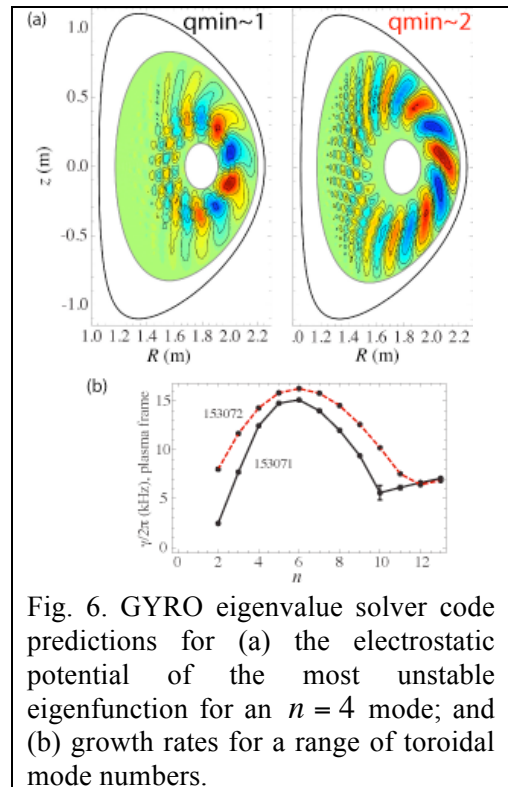 (a)
qmin~1
qmin~2
1.0
0.5
0.0
-0.5
-1.0
z (m)
1.0 1.2 1.4 1.6 1.8 2.0 2.2
.0 1.2 1.4 1.6 1.8 2.0 2.2
R (m)
R (m)
(b)
γ/2π (kHz), plasma frame
15
10
5
0
153072
153071
0 2 4 6 8 10 12
n
Fig. 6. GYRO eigenvalue solver code
predictions for (a) the electrostatic
potential of the most unstable
eigenfunction for an n = 4 mode; and
(b) growth rates for a range of toroidal
mode numbers.